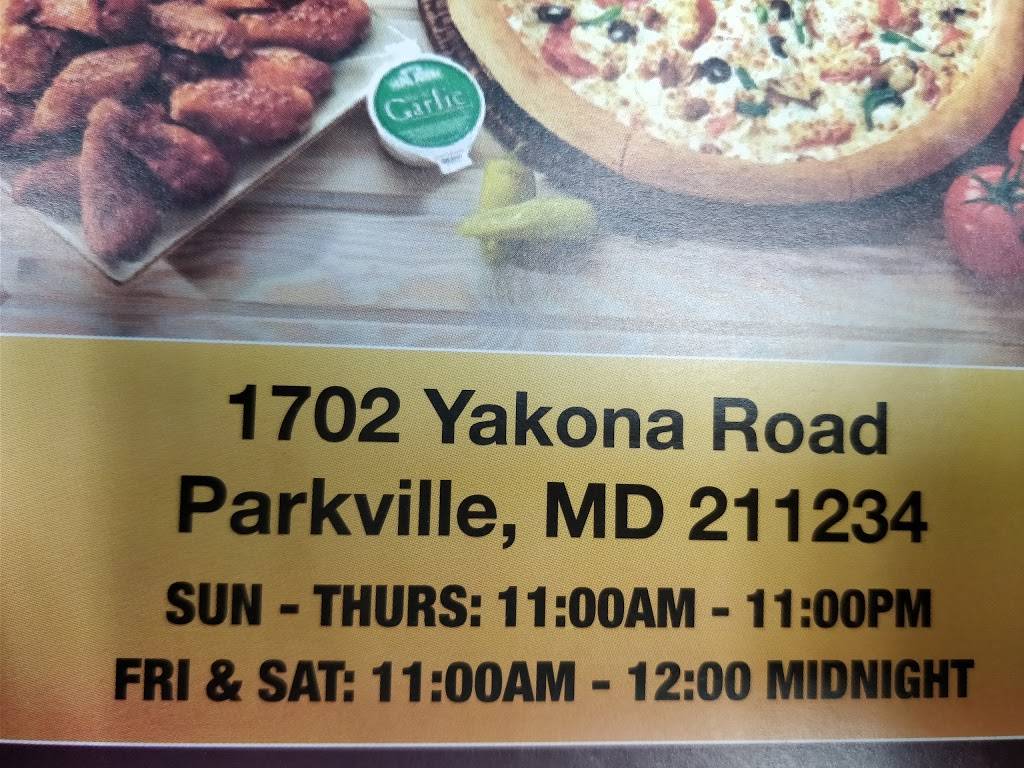 Garlic
1702 Yakona Road
Parkville, MD 211234
SUN - THURS: 11:00AM - 11:00PM
FRI & SAT: 11:00AM - 12:00 MIDNIGHT